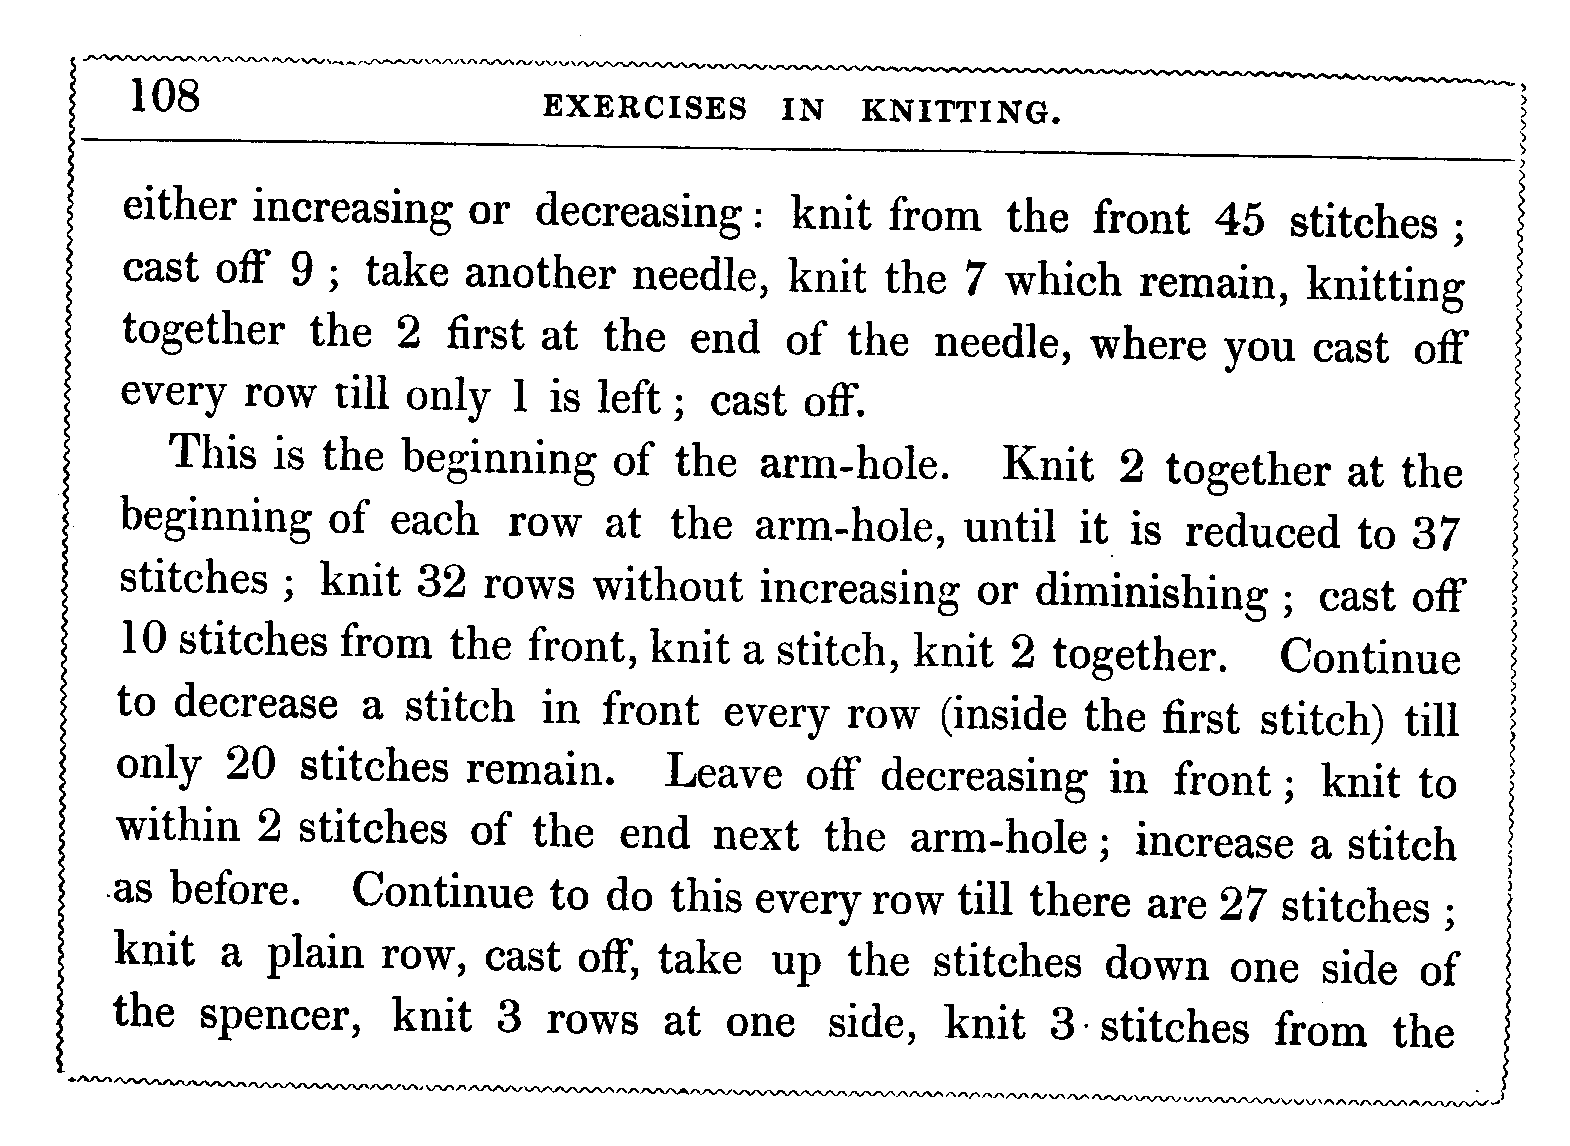 108
EXERCISES IN KNITTING.
either increasing or decreasing: knit from the front 45 stitches ;
cast off 9 ; take another needle, knit the 7 which remain, knitting
together the 2 first at the end of the needle, where you cast off
every row till only 1 is left ; cast off.
This is the beginning of the arm-hole. Knit 2 together at the
beginning of each row at the arm-hole, until it is reduced to 37
stitches ; knit 32 rows without increasing or diminishing ; cast off
10 stitches from the front, knit a stitch, knit 2 together. Continue
to decrease a stitch in front every row (inside the first stitch) till
only 20 stitches remain. Leave off decreasing in front ; knit to
within 2 stitches of the end next the arm-hole ; increase a stitch
as before. Continue to do this every row till there are 27 stitches ;
knit a plain row, cast off, take up the stitches down one side of
the spencer, knit 3 rows at one side, knit 3 stitches from the